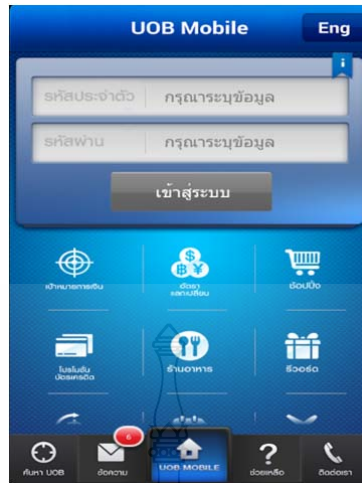 UOB Mobile
Eng
i
รหัสประจำตัว กรุณาระบุข้อมูล
รหัสผ่าน กรุณาระบุข้อมูล
เข้าสู่ระบบ
เป้าหมายการเงิน
อัตรา
แลกเปลี่ยน
ช้อปปิ้ง
โปรโมชั่น
บัตรเครดิต
ร้านอาหาร
รีวอร์ด
6
ค้นหา UOB
ข้อความ
UOB MOBILE
ช่วยเหลือ
ติดต่อเรา